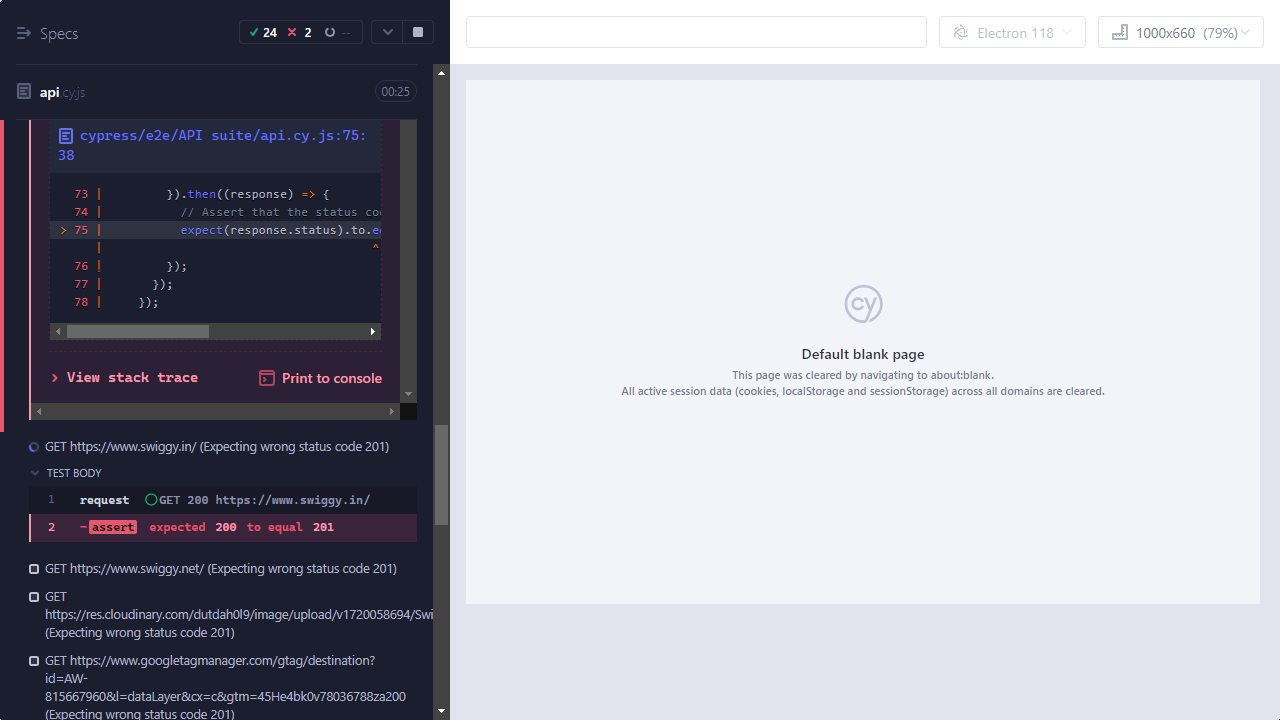 Specs
24 2 --
Electron 118
1000x660 (79%)
api.cy.js
00:25
cypress/e2e/API suite/api.cy.js:75:
38
73 | }).then((response) => {
74 | // Assert that the status co
> 75 | expect(response.status).to.e
| ^
76 | });
77 | });
78 | });
> View stack trace
Print to console
GET https://www.swiggy.in/ (Expecting wrong status code 201)
TEST BODY
1 request GET 200 https://www.swiggy.in/
2 -assert expected 200 to equal 201
GET https://www.swiggy.net/ (Expecting wrong status code 201)
GET
https://res.cloudinary.com/dutdah0l9/image/upload/v1720058694/Swi
(Expecting wrong status code 201)
GET https://www.googletagmanager.com/gtag/destination?
id=AW-
815667960&l=dataLayer&cx=c&gtm=45He4bk0v78036788za200
(Expecting wrong status code 201)
cy
Default blank page
This page was cleared by navigating to about:blank.
All active session data (cookies, localStorage and sessionStorage) across all domains are cleared.